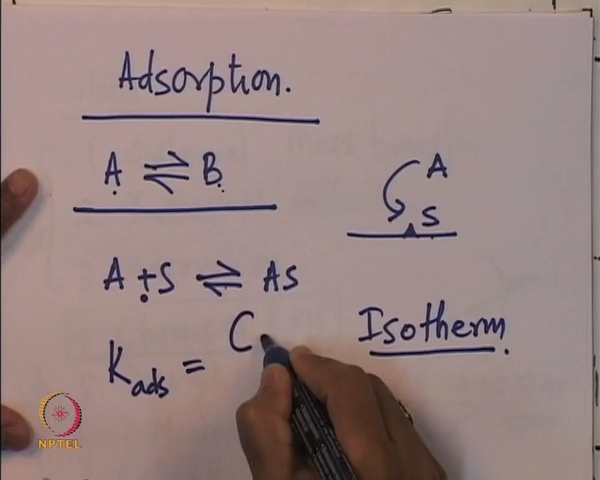 Adsorption.
A ⇌ B
A
S
A + S ⇌ AS
Isotherm.
K_ads = C
NPTEL